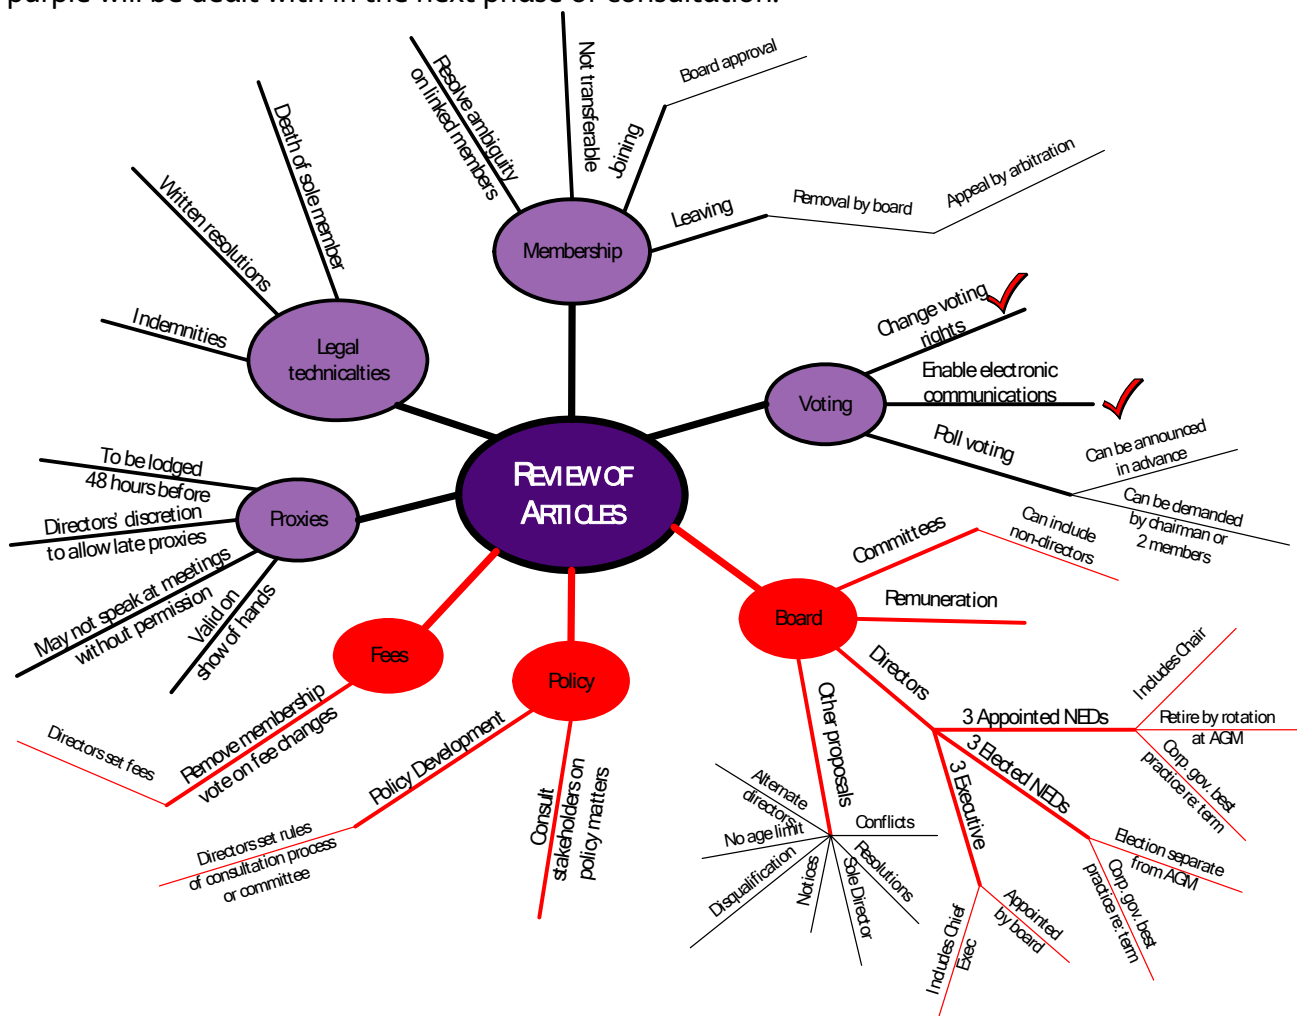 purple will be dealt with in the next phase of consultation.
Death of sole member
Written resolutions
Indemnities
Legal
technicalties
Resolve ambiguity
on linked members
Not transferable
Joining
Board approval
Leaving
Removal by board
Appeal by arbitration
Membership
Change voting
rights
Enable electronic
communications
Poll voting
Can be announced
in advance
Can be demanded
by chairman or
2 members
Voting
REVIEW OF
ARTICLES
To be lodged
48 hours before
Directors' discretion
to allow late proxies
May not speak at meetings
without permission
Valid on
show of hands
Proxies
Fees
Remove membership
vote on fee changes
Directors set fees
Policy
Policy Development
Directors set rules
of consultation process
or committee
Consult
stakeholders on
policy matters
Board
Committees
Can include
non-directors
Remuneration
Directors
3 Appointed NEDs
Includes Chair
Retire by rotation
at AGM
Corp. gov. best
practice re: term
3 Elected NEDs
Election separate
from AGM
Corp. gov. best
practice re: term
3 Executive
Appointed
by board
Includes Chief
Exec
Other proposals
Alternate
directors
No age limit
Disqualification
Notices
Sole Director
Resolutions
Conflicts